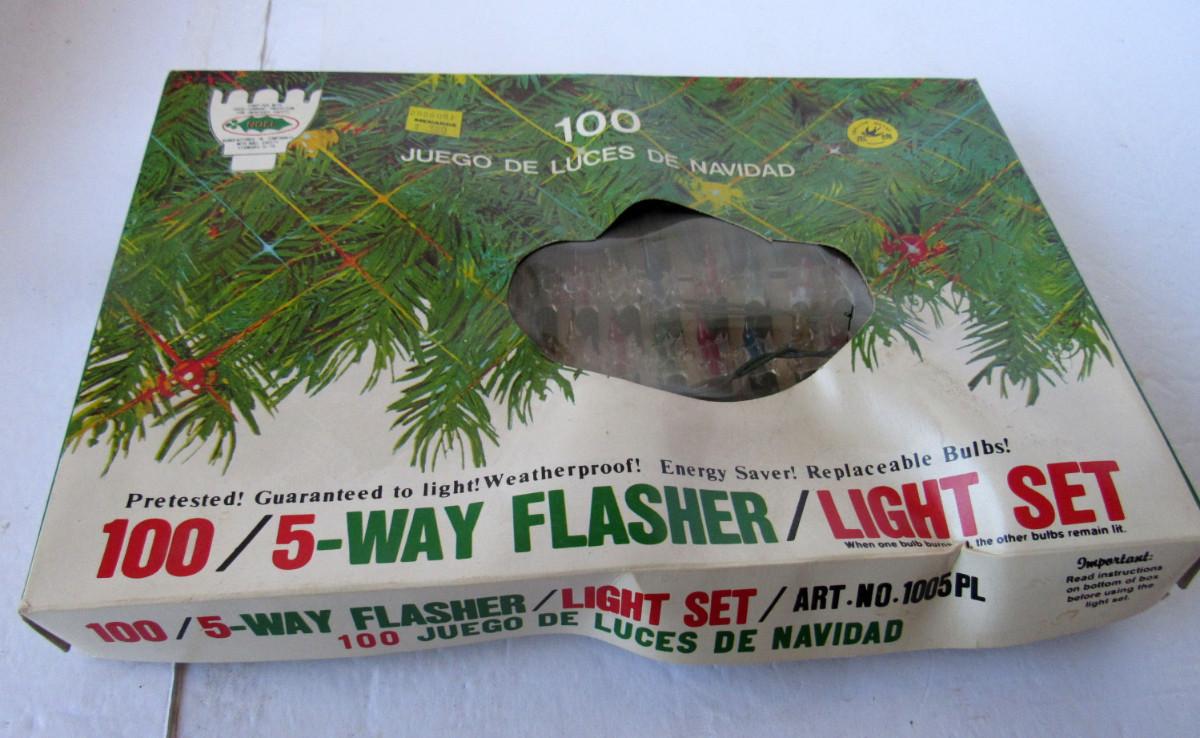 NOEL
MENARDS
100
JUEGO DE LUCES DE NAVIDAD
Pretested! Guaranteed to light! Weatherproof! Energy Saver! Replaceable Bulbs!
100/5-WAY FLASHER/LIGHT SET
When one bulb burns the other bulbs remain lit.
100/5-WAY FLASHER/LIGHT SET/ART.NO.1005PL
100 JUEGO DE LUCES DE NAVIDAD
Important:
Read instructions
on bottom of box
before using the
light set.